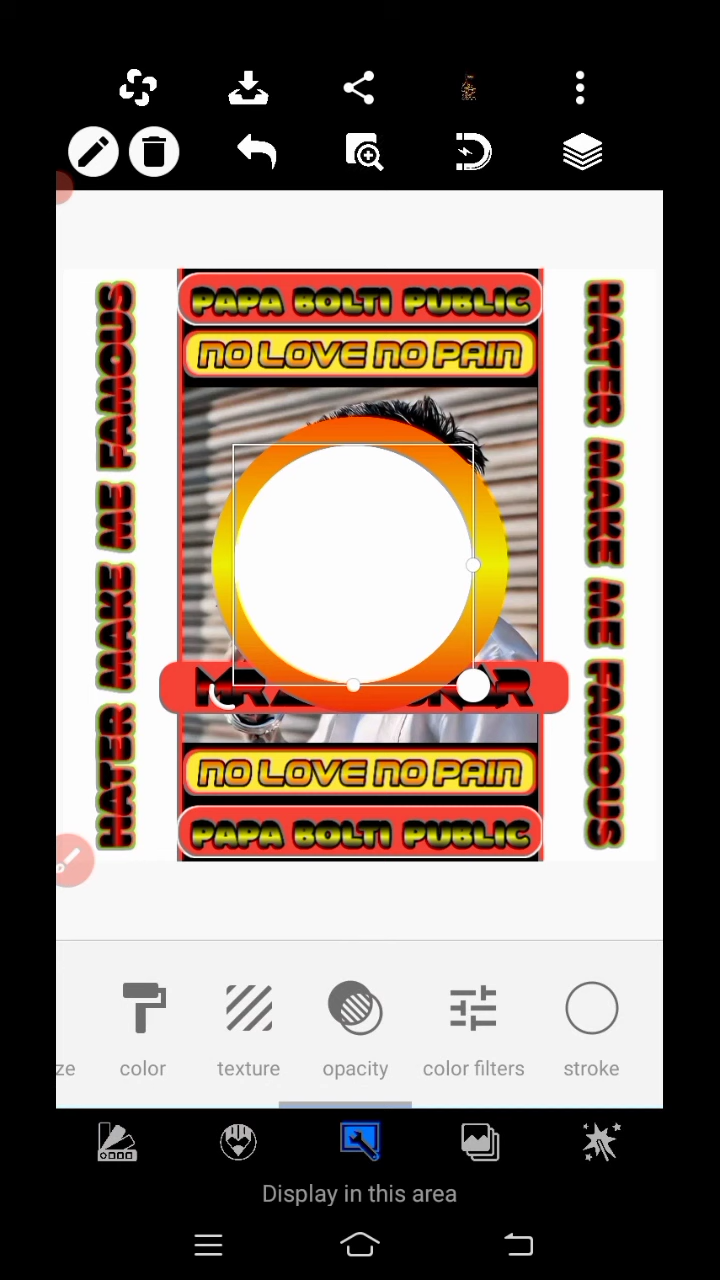 PAPA BOLTI PUBLIC
NO LOVE NO PAIN
HATER MAKE ME FAMOUS
HATER MAKE ME FAMOUS
NO LOVE NO PAIN
PAPA BOLTI PUBLIC
color
texture
opacity
color filters
stroke
Display in this area